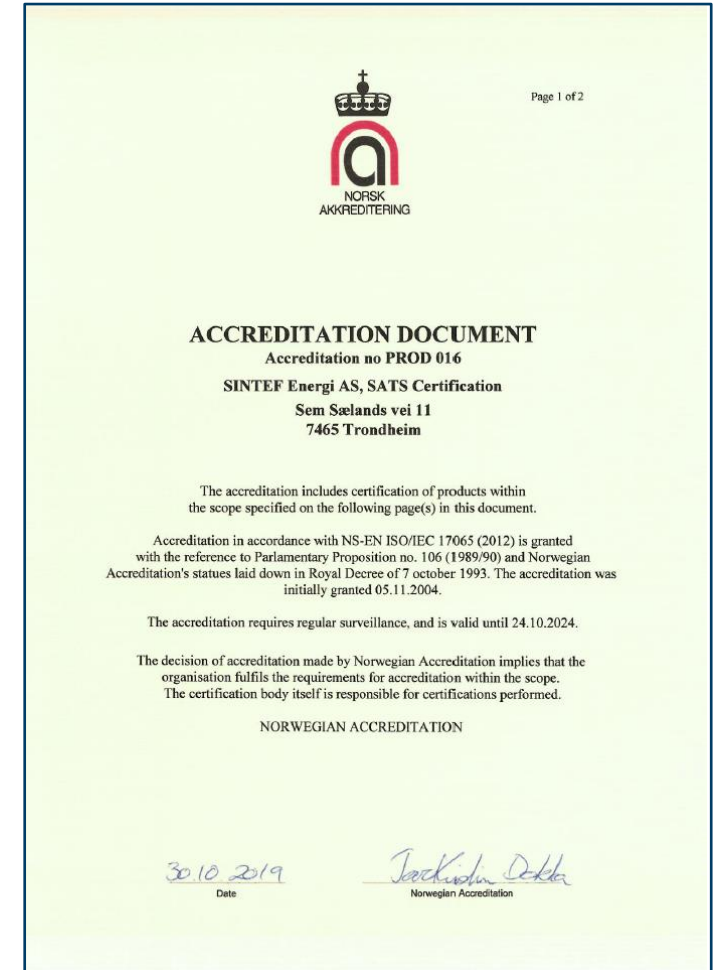 Page 1 of 2
NORSK
AKKREDITERING
ACCREDITATION DOCUMENT
Accreditation no PROD 016
SINTEF Energi AS, SATS Certification
Sem Sælands vei 11
7465 Trondheim
The accreditation includes certification of products within
the scope specified on the following page(s) in this document.
Accreditation in accordance with NS-EN ISO/IEC 17065 (2012) is granted
with the reference to Parlamentary Proposition no. 106 (1989/90) and Norwegian
Accreditation's statues laid down in Royal Decree of 7 october 1993. The accreditation was
initially granted 05.11.2004.
The accreditation requires regular surveillance, and is valid until 24.10.2024.
The decision of accreditation made by Norwegian Accreditation implies that the
organisation fulfils the requirements for accreditation within the scope.
The certification body itself is responsible for certifications performed.
NORWEGIAN ACCREDITATION
30.10.2019
Date
Norwegian Accreditation